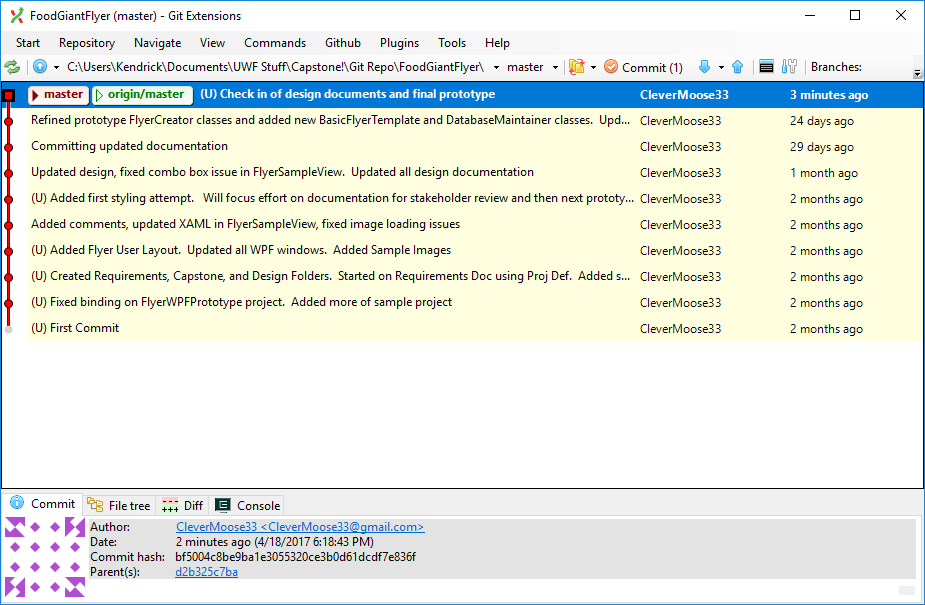 FoodGiantFlyer (master) - Git Extensions
Start Repository Navigate View Commands Github Plugins Tools Help
C:\Users\Kendrick\Documents\UWF Stuff\Capstone!\Git Repo\FoodGiantFlyer\ master Commit (1) Branches:
master origin/master (U) Check in of design documents and final prototype CleverMoose33 3 minutes ago
Refined prototype FlyerCreator classes and added new BasicFlyerTemplate and DatabaseMaintainer classes. Upd... CleverMoose33 24 days ago
Committing updated documentation CleverMoose33 29 days ago
Updated design, fixed combo box issue in FlyerSampleView. Updated all design documentation CleverMoose33 1 month ago
(U) Added first styling attempt. Will focus effort on documentation for stakeholder review and then next prototy... CleverMoose33 2 months ago
Added comments, updated XAML in FlyerSampleView, fixed image loading issues CleverMoose33 2 months ago
(U) Added Flyer User Layout. Updated all WPF windows. Added Sample Images CleverMoose33 2 months ago
(U) Created Requirements, Capstone, and Design Folders. Started on Requirements Doc using Proj Def. Added s... CleverMoose33 2 months ago
(U) Fixed binding on FlyerWPFPrototype project. Added more of sample project CleverMoose33 2 months ago
(U) First Commit CleverMoose33 2 months ago
Commit File tree Diff Console
Author: CleverMoose33 <CleverMoose33@gmail.com>
Date: 2 minutes ago (4/18/2017 6:18:43 PM)
Commit hash: bf5004c8be9ba1e3055320ce3b0d61dcdf7e836f
Parent(s): d2b325c7ba